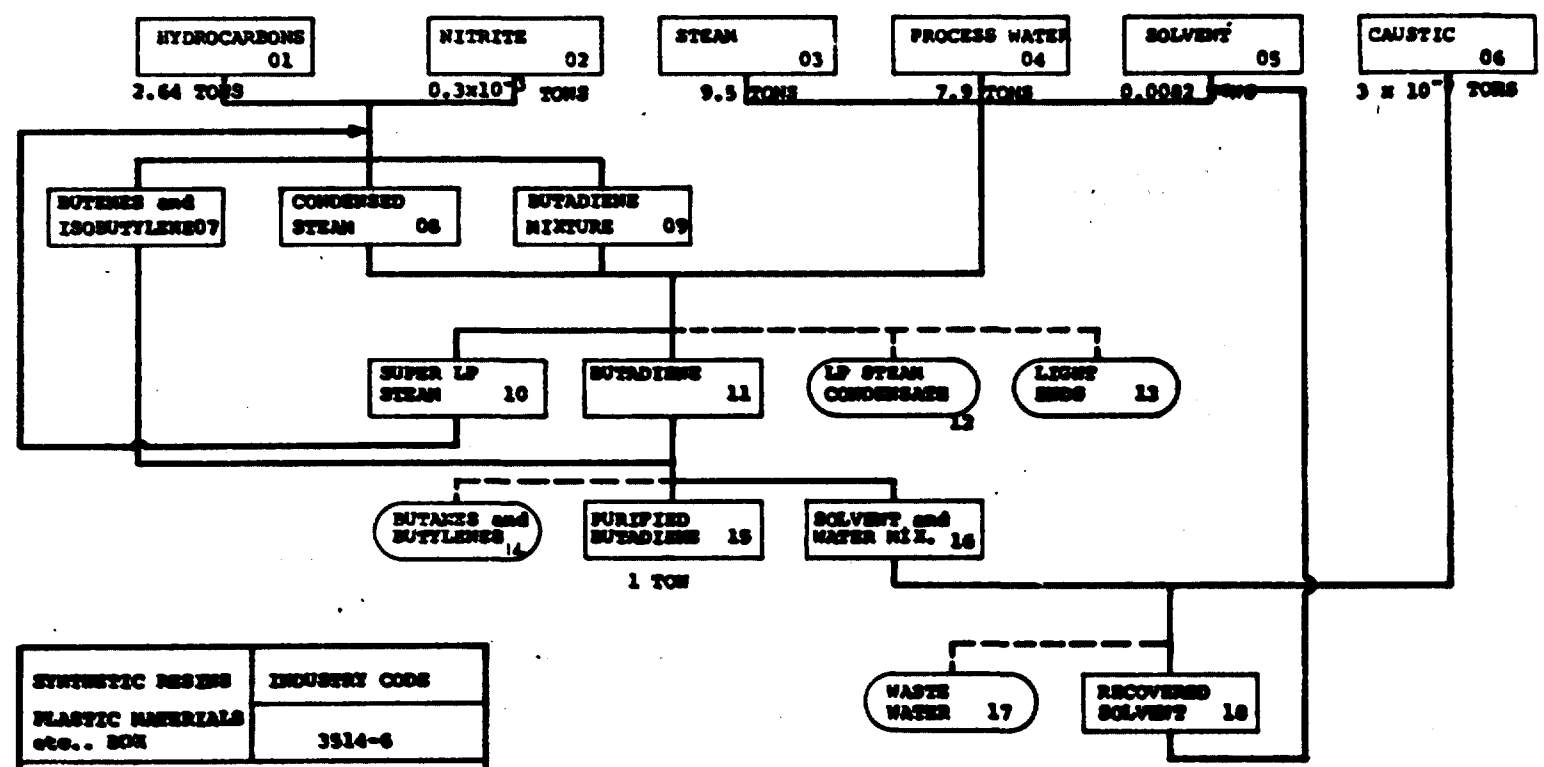 HYDROCARBONS
01
NITRITE
02
STEAM
03
PROCESS WATER
04
SOLVENT
05
CAUSTIC
06
2.64 TONS
0.3x10⁻³ TONS
9.5 TONS
7.9 TONS
0.0082 TONS
3 x 10⁻ TONS
BUTENES and
ISOBUTYLENE07
CONDENSED
STEAM 08
BUTADIENE
MIXTURE 09
SUPER LP
STEAM 10
BUTADIENE
11
LP STEAM
CONDENSATE
12
LIGHT
ENDS 13
BUTANES and
BUTYLENES 14
PURIFIED
BUTADIENE 15
SOLVENT and
WATER MIX. 16
1 TON
WASTE
WATER 17
RECOVERED
SOLVENT 18
SYNTHETIC RESINS
PLASTIC MATERIALS
etc.. BOX
INDUSTRY CODE
3514-6